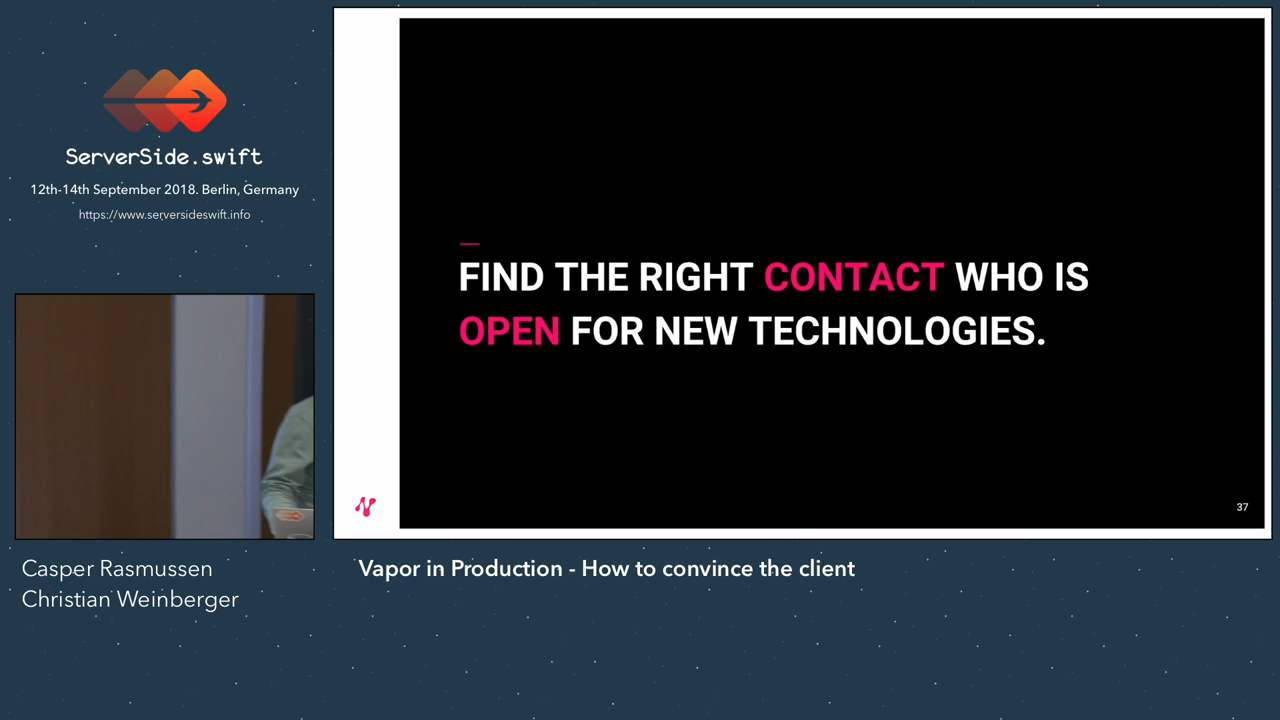 ServerSide.swift
12th-14th September 2018. Berlin, Germany
https://www.serversideswift.info
FIND THE RIGHT CONTACT WHO IS
OPEN FOR NEW TECHNOLOGIES.
37
Casper Rasmussen
Christian Weinberger
Vapor in Production - How to convince the client